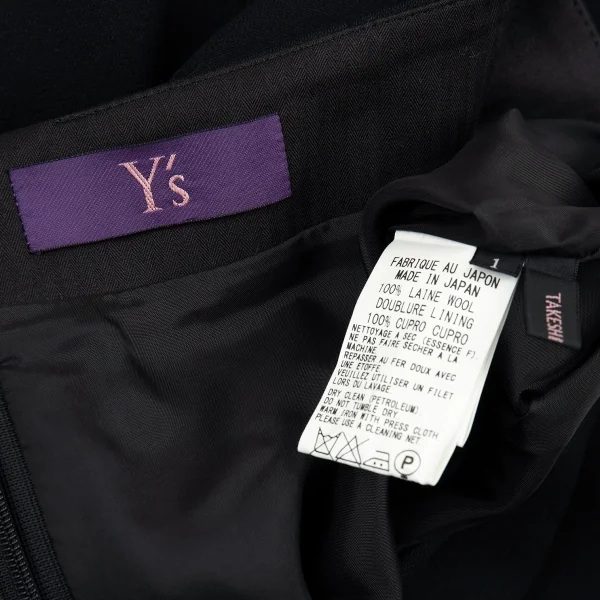 Y's
1
TAKESHI
FABRIQUE AU JAPON
MADE IN JAPAN
100% LAINE WOOL
DOUBLURE LINING
100% CUPRO CUPRO
NETTOYAGE A SEC (ESSENCE F).
NE PAS FAIRE SECHER A LA
MACHINE
REPASSER AU FER DOUX AVEC
UNE ETOFFE
VEUILLEZ UTILISER UN FILET
LORS DU LAVAGE
DRY CLEAN (PETROLEUM)
DO NOT TUMBLE DRY
WARM IRON WITH PRESS CLOTH
PLEASE USE A CLEANING NET
P